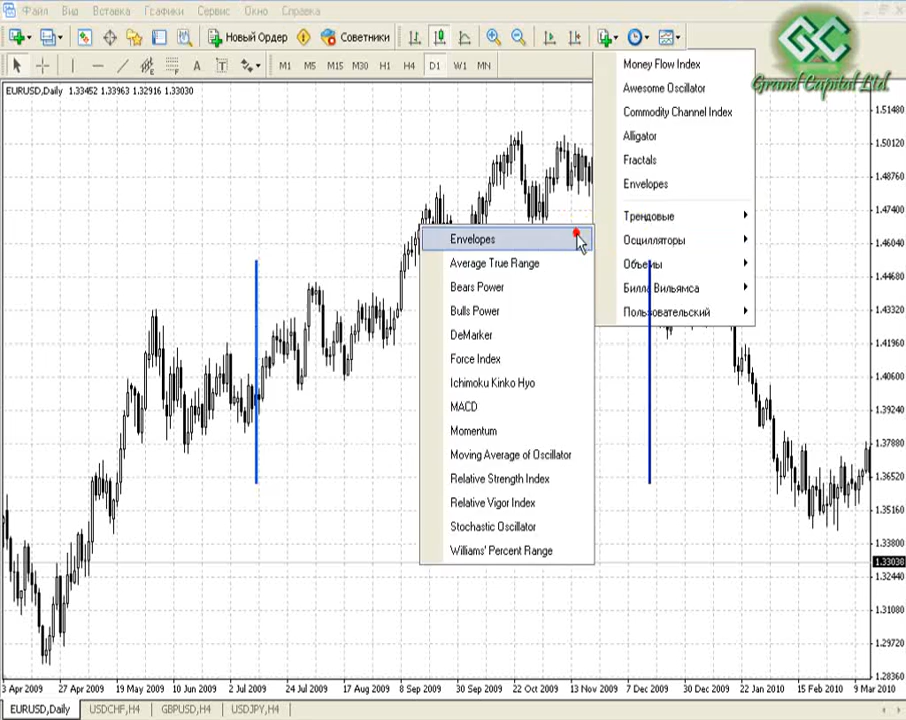 Файл Вид Вставка Графики Сервис Окно Справка
Новый Ордер Советники
GC
Grand Capital Ltd.
A T M1 M5 M15 M30 H1 H4 D1 W1 MN
EURUSD,Daily 1.33452 1.33963 1.32916 1.33030
Money Flow Index
Awesome Oscillator
Commodity Channel Index
Alligator
Fractals
Envelopes
Трендовые
Осцилляторы
Объемы
Билла Вильямса
Пользовательский
Envelopes
Average True Range
Bears Power
Bulls Power
DeMarker
Force Index
Ichimoku Kinko Hyo
MACD
Momentum
Moving Average of Oscillator
Relative Strength Index
Relative Vigor Index
Stochastic Oscillator
Williams' Percent Range
1.51480
1.50120
1.48760
1.47400
1.46040
1.44680
1.43320
1.41960
1.40600
1.39240
1.37880
1.36520
1.35160
1.33800
1.33030
1.32440
1.31080
1.29720
1.28360
3 Apr 2009 27 Apr 2009 19 May 2009 10 Jun 2009 2 Jul 2009 24 Jul 2009 17 Aug 2009 8 Sep 2009 30 Sep 2009 22 Oct 2009 13 Nov 2009 7 Dec 2009 30 Dec 2009 22 Jan 2010 15 Feb 2010 9 Mar 2010
EURUSD,Daily USDCHF,H4 GBPUSD,H4 USDJPY,H4